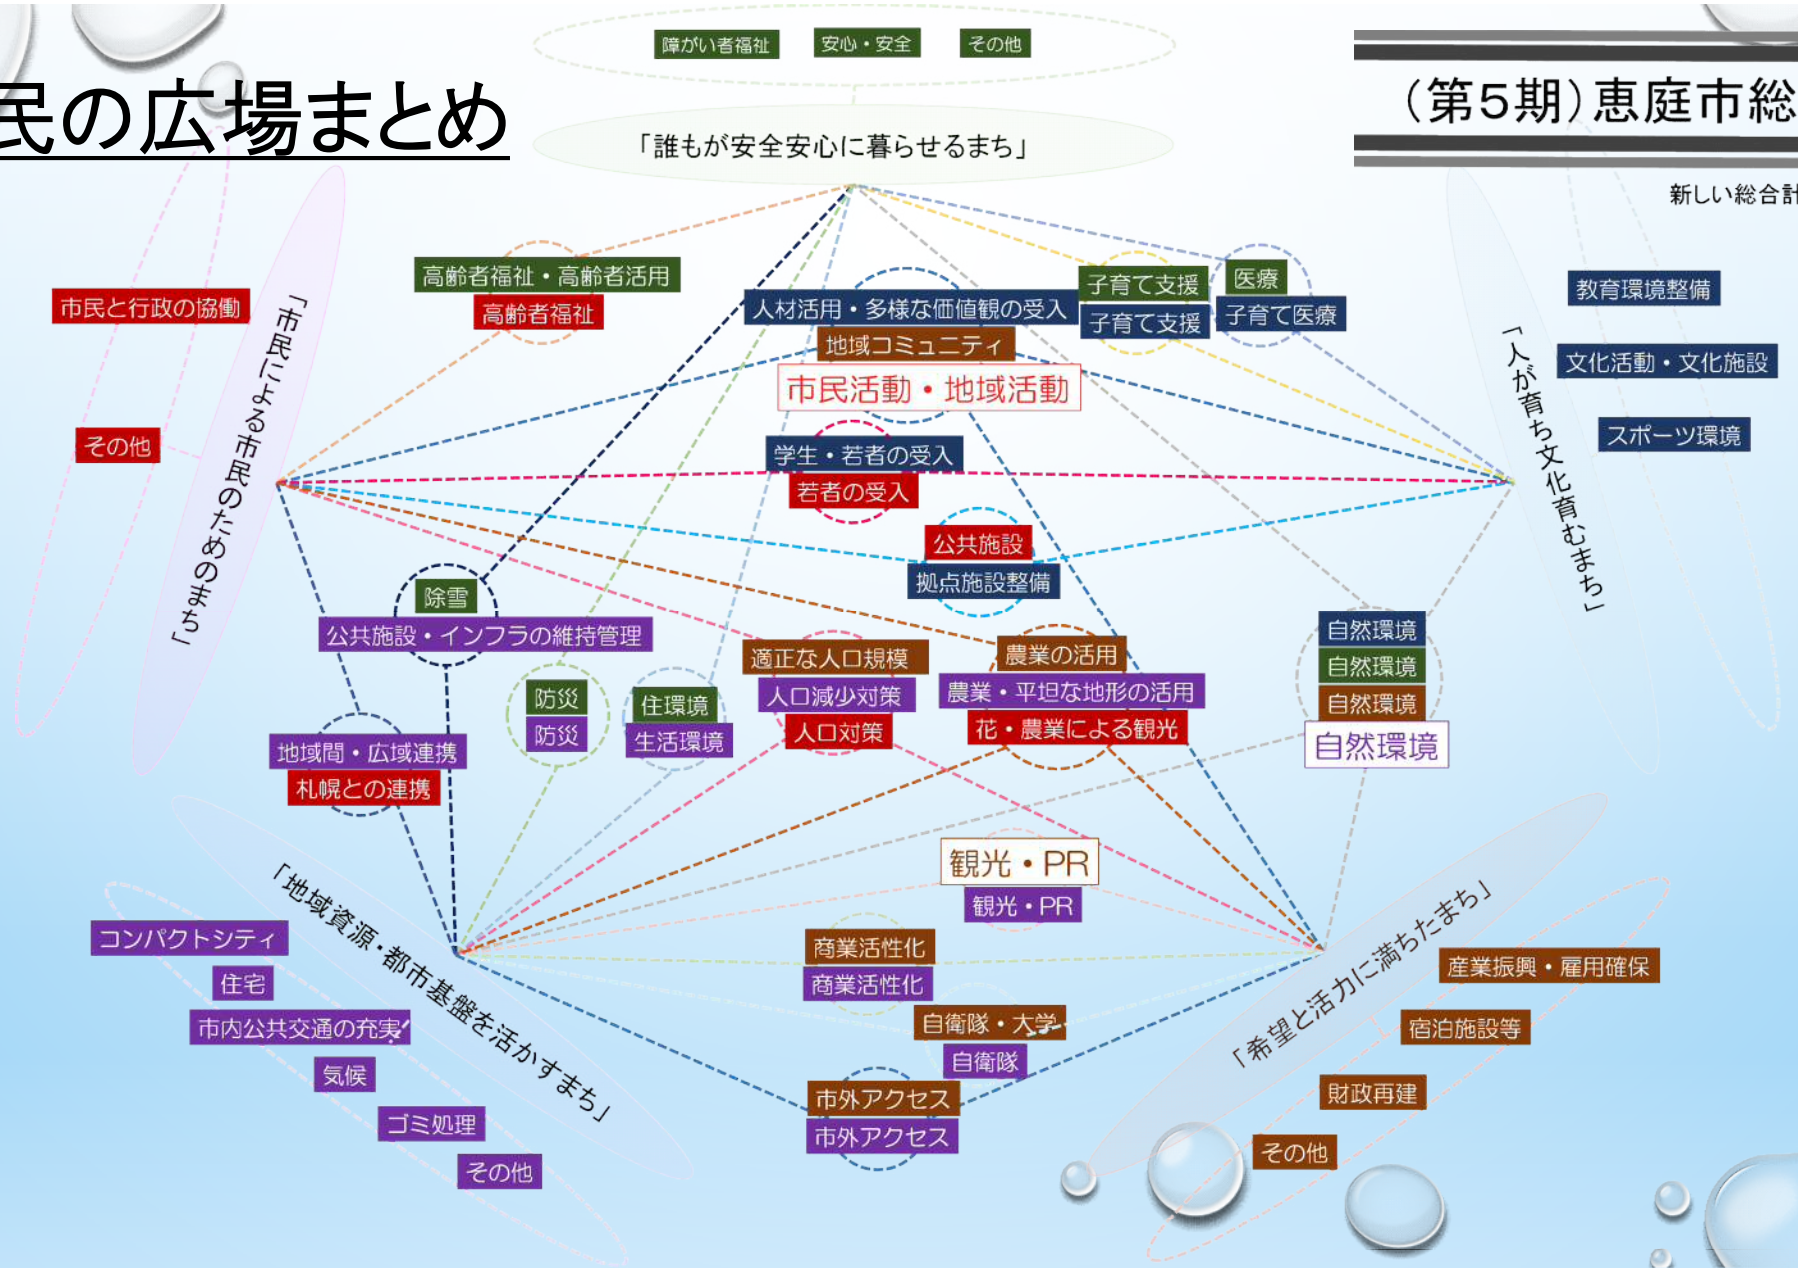 障がい者福祉
安心・安全
その他
民の広場まとめ
（第５期）恵庭市総
「誰もが安全安心に暮らせるまち」
新しい総合計
高齢者福祉・高齢者活用
高齢者福祉
市民と行政の協働
その他
「市民による市民のためのまち」
人材活用・多様な価値観の受入
地域コミュニティ
市民活動・地域活動
子育て支援
子育て支援
医療
子育て医療
教育環境整備
文化活動・文化施設
スポーツ環境
「人が育ち文化育むまち」
学生・若者の受入
若者の受入
公共施設
拠点施設整備
除雪
公共施設・インフラの維持管理
防災
防災
住環境
生活環境
適正な人口規模
人口減少対策
人口対策
農業の活用
農業・平坦な地形の活用
花・農業による観光
自然環境
自然環境
自然環境
自然環境
地域間・広域連携
札幌との連携
観光・PR
観光・PR
「地域資源・都市基盤を活かすまち」
コンパクトシティ
住宅
市内公共交通の充実
気候
ゴミ処理
その他
商業活性化
商業活性化
自衛隊・大学
自衛隊
市外アクセス
市外アクセス
「希望と活力に満ちたまち」
産業振興・雇用確保
宿泊施設等
財政再建
その他